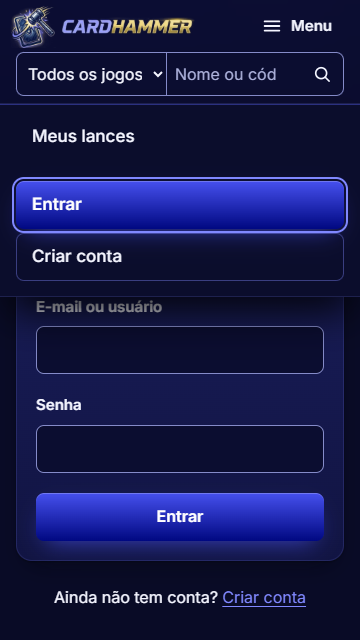 CARDHAMMER
Menu
Todos os jogos
Nome ou cód
Meus lances
Entrar
Criar conta
E-mail ou usuário
Senha
Entrar
Ainda não tem conta? Criar conta